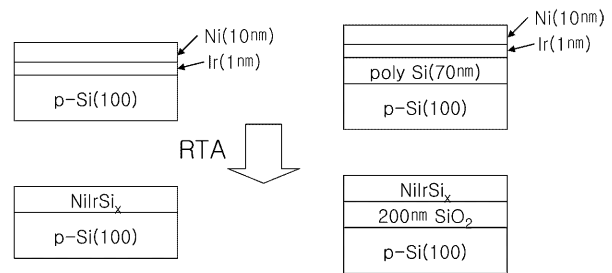 Ni(10nm)
Ir(1nm)
p-Si(100)
Ni(10nm)
Ir(1nm)
poly Si(70nm)
p-Si(100)
RTA
NiIrSix
p-Si(100)
NiIrSix
200nm SiO2
p-Si(100)